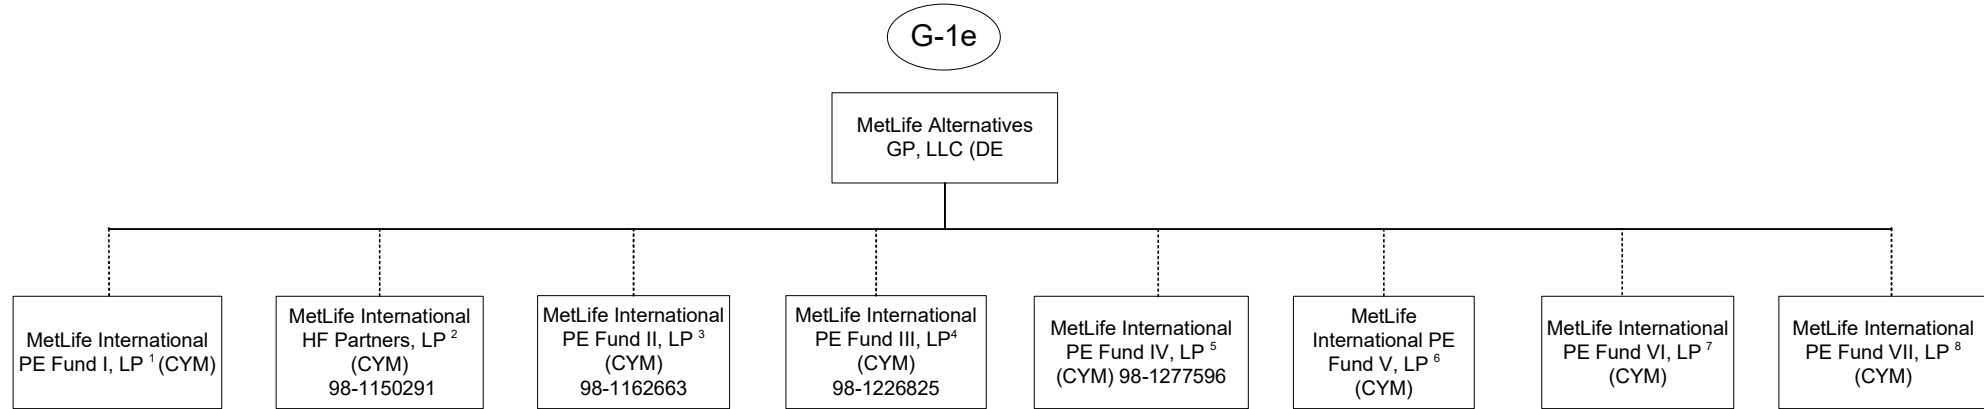 G-1e
MetLife Alternatives
GP, LLC (DE
MetLife International
PE Fund I, LP 1 (CYM)
MetLife International
HF Partners, LP 2
(CYM)
98-1150291
MetLife International
PE Fund II, LP 3
(CYM)
98-1162663
MetLife International
PE Fund III, LP4
(CYM)
98-1226825
MetLife International
PE Fund IV, LP 5
(CYM) 98-1277596
MetLife
International PE
Fund V, LP 6
(CYM)
MetLife International
PE Fund VI, LP 7
(CYM)
MetLife International
PE Fund VII, LP 8
(CYM)